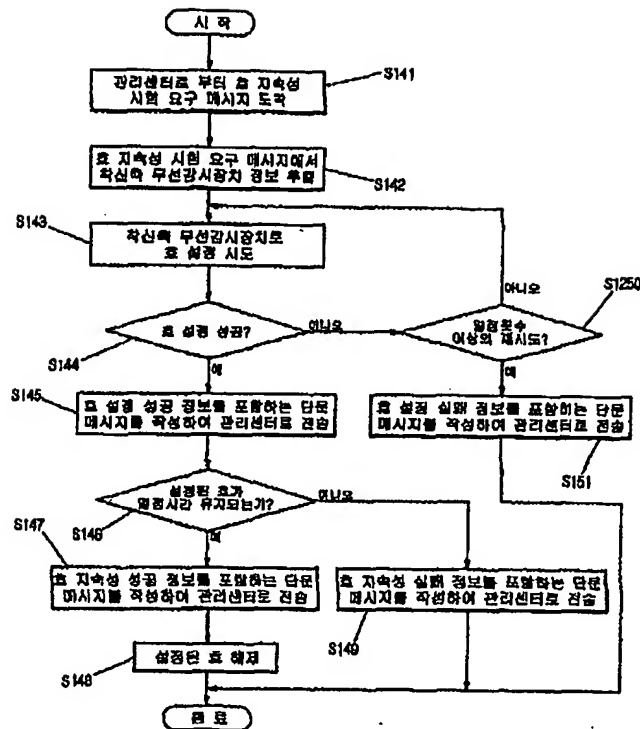 시 작
관리센터로 부터 호 지속성
시험 요구 메시지 도착
S141
호 지속성 시험 요구 메시지에서
착신측 무선감시장치 정보 추출
S142
S143
착신측 무선감시장치로
호 설정 시도
아니오
S1250
호 설정 성공?
아니오
일정횟수
이상의 재시도?
S144
예
예
S145
호 설정 성공 정보를 포함하는 단문
메시지를 작성하여 관리센터로 전송
호 설정 실패 정보를 포함하는 단문
메시지를 작성하여 관리센터로 전송
S151
설정된 호가
일정시간 유지되는가?
아니오
S146
S147
예
호 지속성 성공 정보를 포함하는 단문
메시지를 작성하여 관리센터로 전송
호 지속성 실패 정보를 포함하는 단문
메시지를 작성하여 관리센터로 전송
S149
설정된 호 해제
S148
완 료